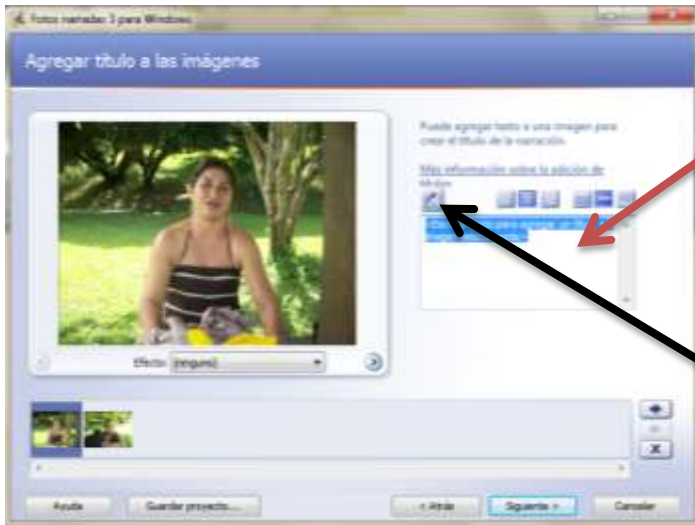 Fotos narradas 3 para Windows
Agregar título a las imágenes
Puede agregar texto a una imagen para
crear el título de la narración.
Más información sobre la edición de
títulos
Efecto: (ninguno)
Ayuda
Guardar proyecto...
< Atrás
Siguiente >
Cancelar